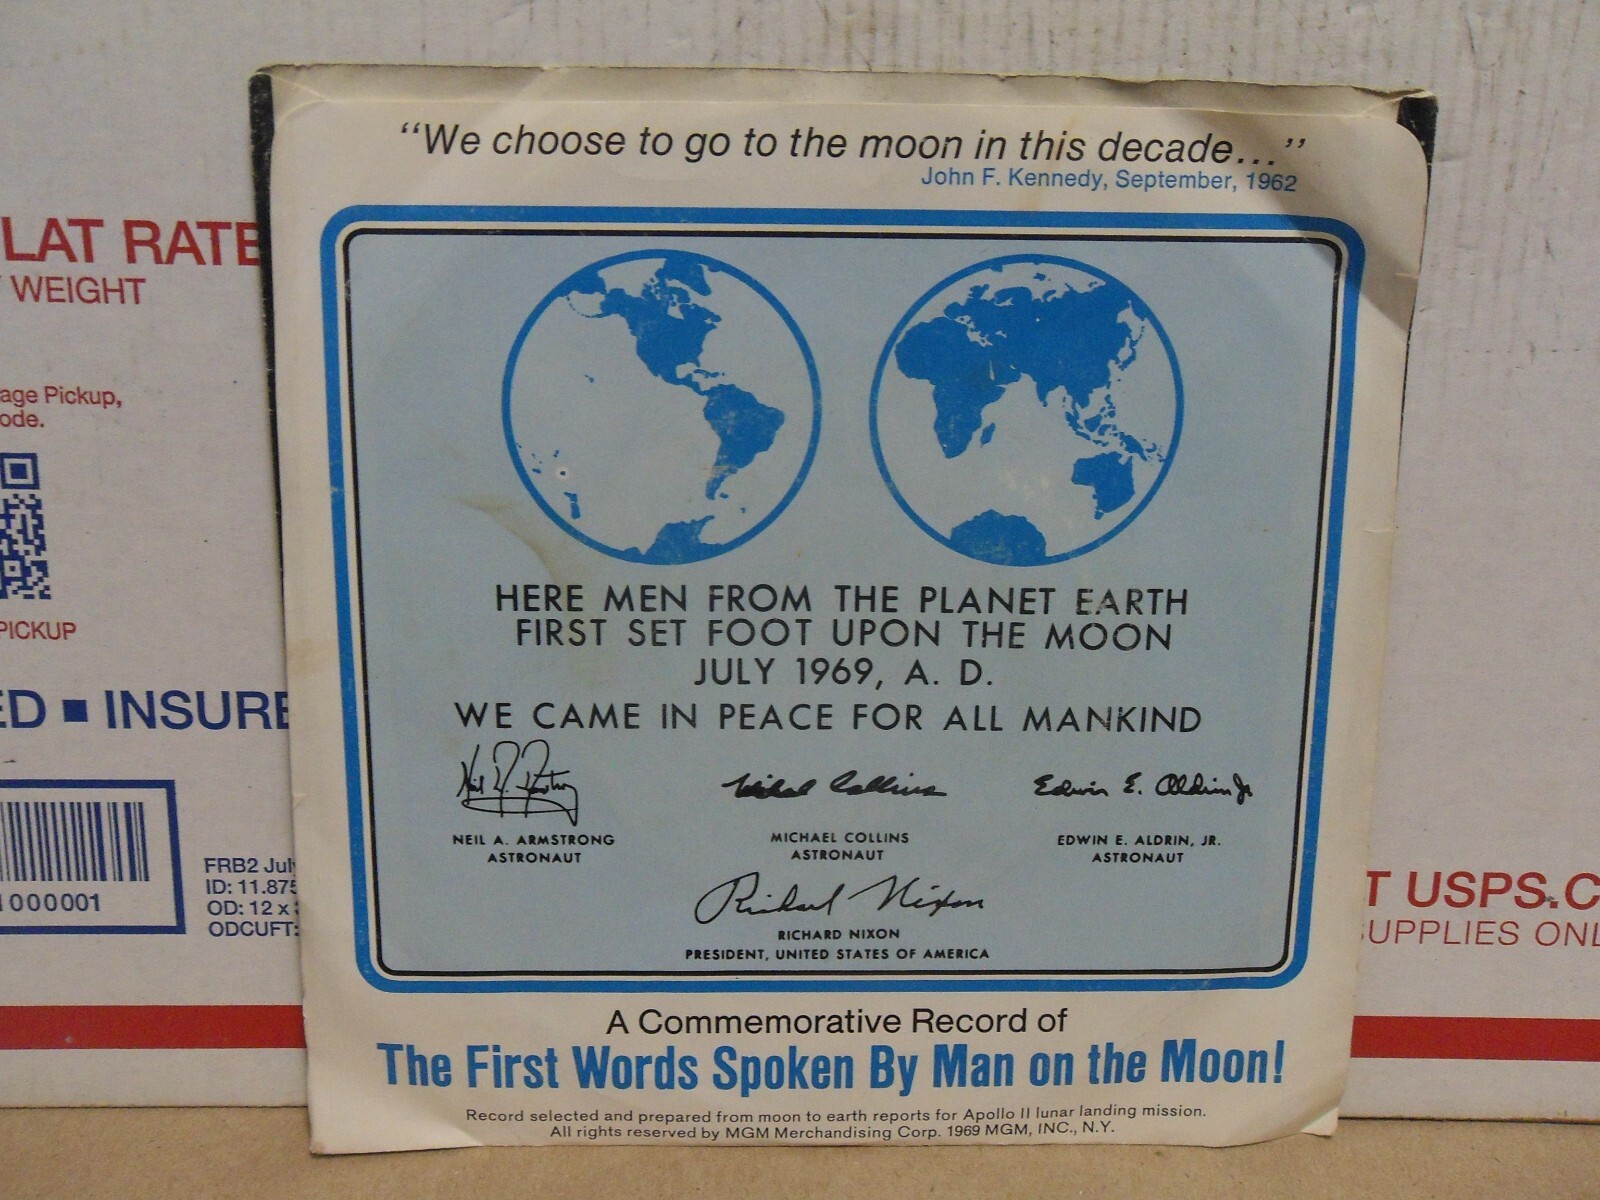 "We choose to go to the moon in this decade..."
John F. Kennedy, September, 1962
HERE MEN FROM THE PLANET EARTH
FIRST SET FOOT UPON THE MOON
JULY 1969, A. D.
WE CAME IN PEACE FOR ALL MANKIND
Neil A. Armstrong
Michael Collins
Edwin E. Aldrin Jr
NEIL A. ARMSTRONG
ASTRONAUT
MICHAEL COLLINS
ASTRONAUT
EDWIN E. ALDRIN, JR.
ASTRONAUT
Richard Nixon
RICHARD NIXON
PRESIDENT, UNITED STATES OF AMERICA
A Commemorative Record of
The First Words Spoken By Man on the Moon!
Record selected and prepared from moon to earth reports for Apollo II lunar landing mission.
All rights reserved by MGM Merchandising Corp. 1969 MGM, INC., N.Y.
LAT RATE
WEIGHT
age Pickup,
ode.
PICKUP
ED ■ INSURE
1000001
FRB2 July
ID: 11.875
OD: 12 x
ODCUFT:
T USPS.C
SUPPLIES ONL